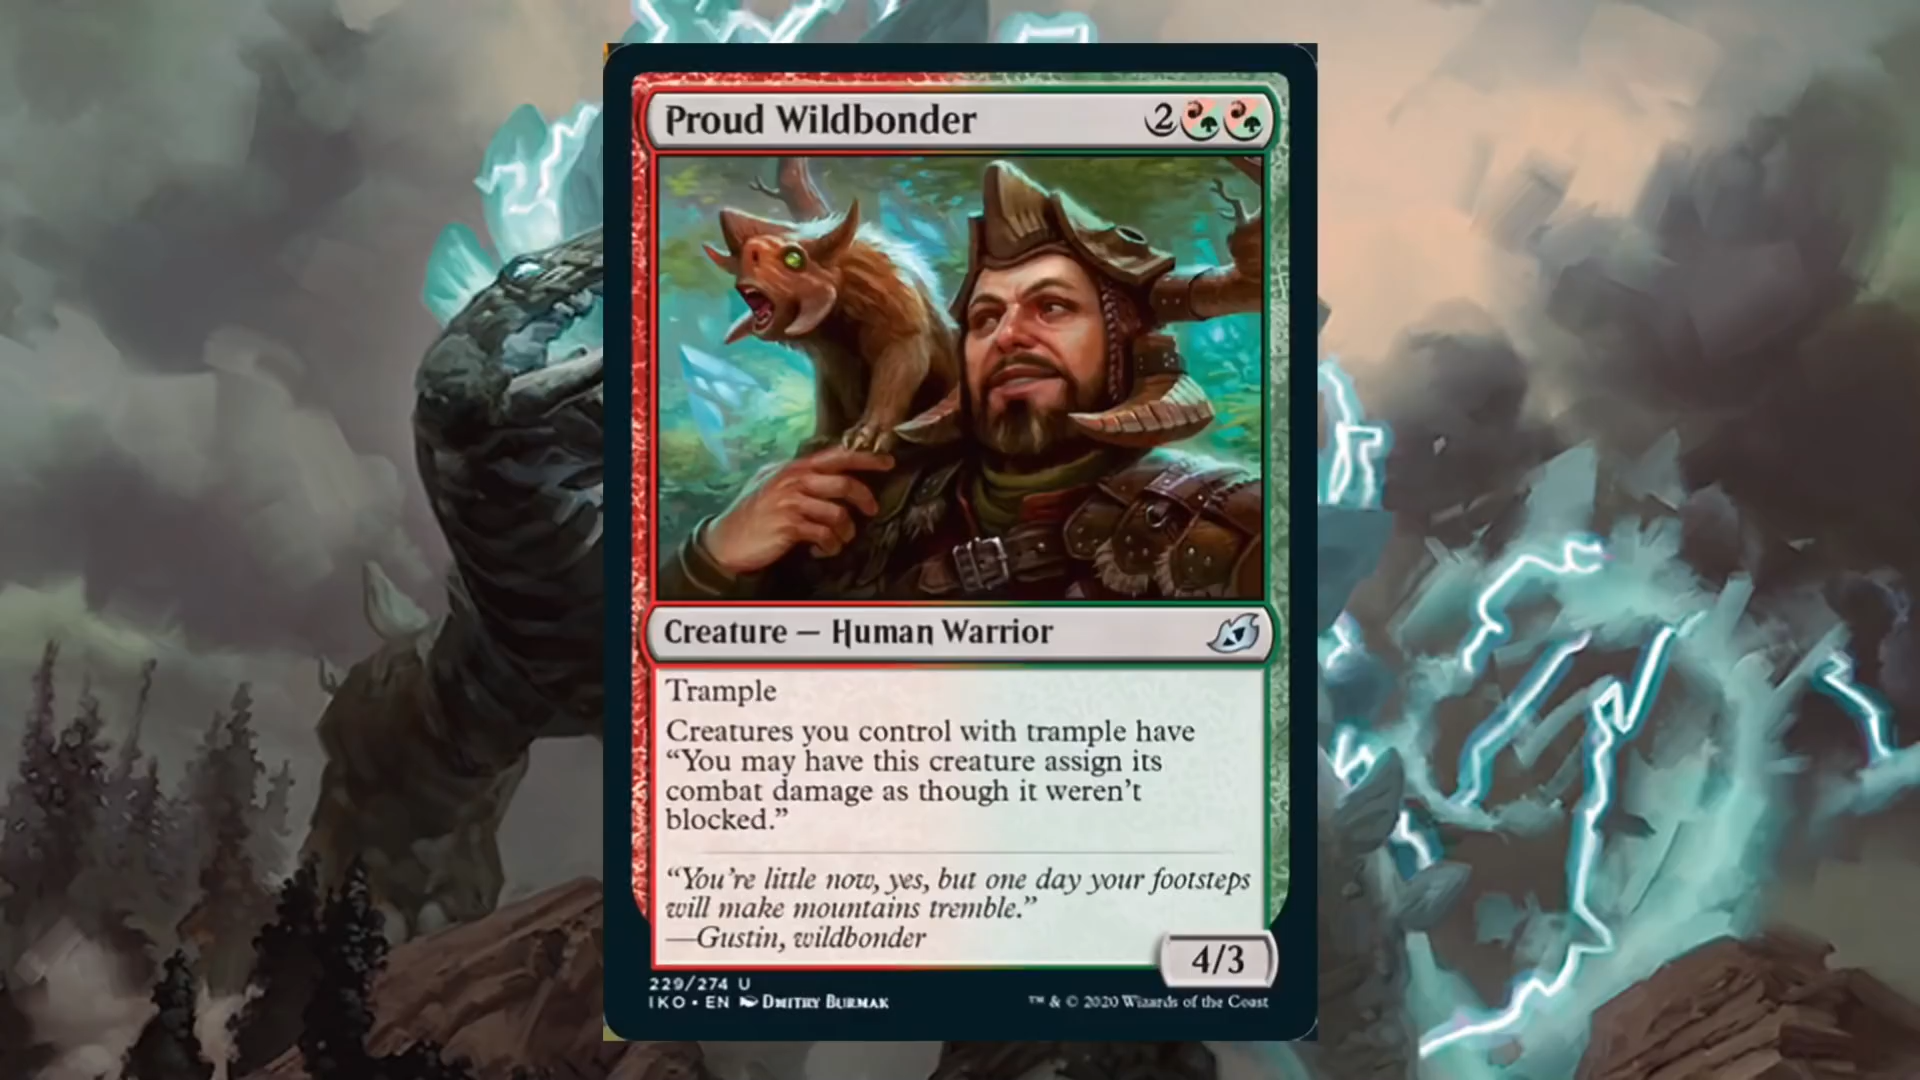 Proud Wildbonder 2
Creature — Human Warrior
Trample
Creatures you control with trample have
“You may have this creature assign its
combat damage as though it weren’t
blocked.”
“You’re little now, yes, but one day your footsteps
will make mountains tremble.”
—Gustin, wildbonder
4/3
229/274 U
IKO • EN Dmitry Burmak
™ & © 2020 Wizards of the Coast